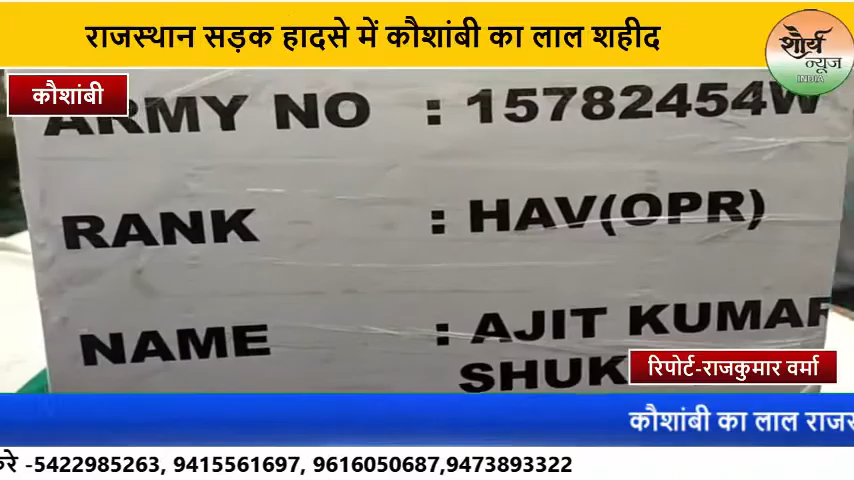 राजस्थान सड़क हादसे में कौशांबी का लाल शहीद
शौर्य
न्यूज
INDIA
कौशांबी
ARMY NO : 15782454W
RANK : HAV(OPR)
NAME : AJIT KUMAR
SHUK
रिपोर्ट-राजकुमार वर्मा
कौशांबी का लाल
करे -5422985263, 9415561697, 9616050687,9473893322